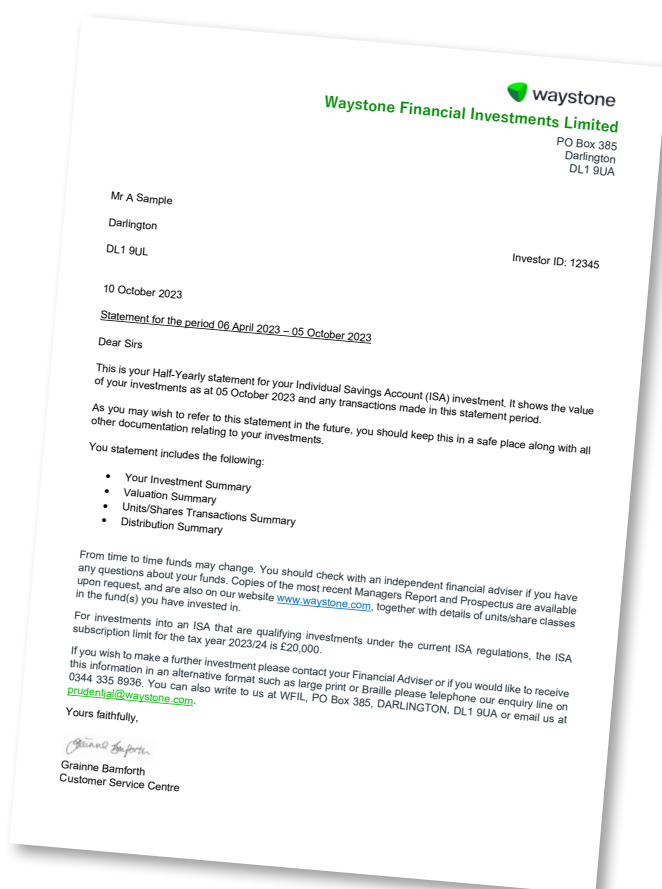 waystone
Waystone Financial Investments Limited
PO Box 385
Darlington
DL1 9UA
Mr A Sample
Darlington
DL1 9UL
Investor ID: 12345
10 October 2023
Statement for the period 06 April 2023 – 05 October 2023
Dear Sirs
This is your Half-Yearly statement for your Individual Savings Account (ISA) investment. It shows the value
of your investments as at 05 October 2023 and any transactions made in this statement period.
As you may wish to refer to this statement in the future, you should keep this in a safe place along with all
other documentation relating to your investments.
You statement includes the following:
• Your Investment Summary
• Valuation Summary
• Units/Shares Transactions Summary
• Distribution Summary
From time to time funds may change. You should check with an independent financial adviser if you have
any questions about your funds. Copies of the most recent Managers Report and Prospectus are available
upon request, and are also on our website www.waystone.com, together with details of units/share classes
in the fund(s) you have invested in.
For investments into an ISA that are qualifying investments under the current ISA regulations, the ISA
subscription limit for the tax year 2023/24 is £20,000.
If you wish to make a further investment please contact your Financial Adviser or if you would like to receive
this information in an alternative format such as large print or Braille please telephone our enquiry line on
0344 335 8936. You can also write to us at WFIL, PO Box 385, DARLINGTON, DL1 9UA or email us at
prudential@waystone.com.
Yours faithfully,
Grainne Bamforth
Grainne Bamforth
Customer Service Centre